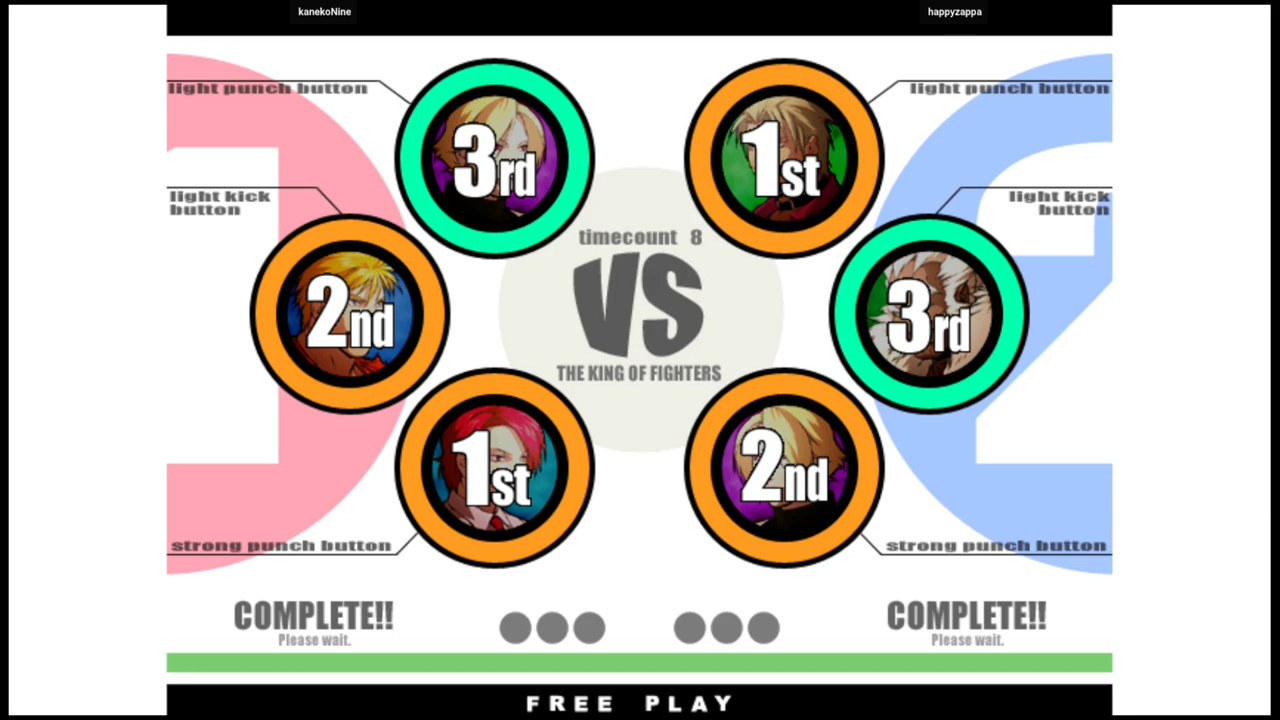 kanekoNine
happyzappa
light punch button
light punch button
3rd
1st
light kick
button
light kick
button
timecount 8
VS
THE KING OF FIGHTERS
2nd
3rd
1st
2nd
strong punch button
strong punch button
COMPLETE!!
Please wait.
COMPLETE!!
Please wait.
FREE PLAY